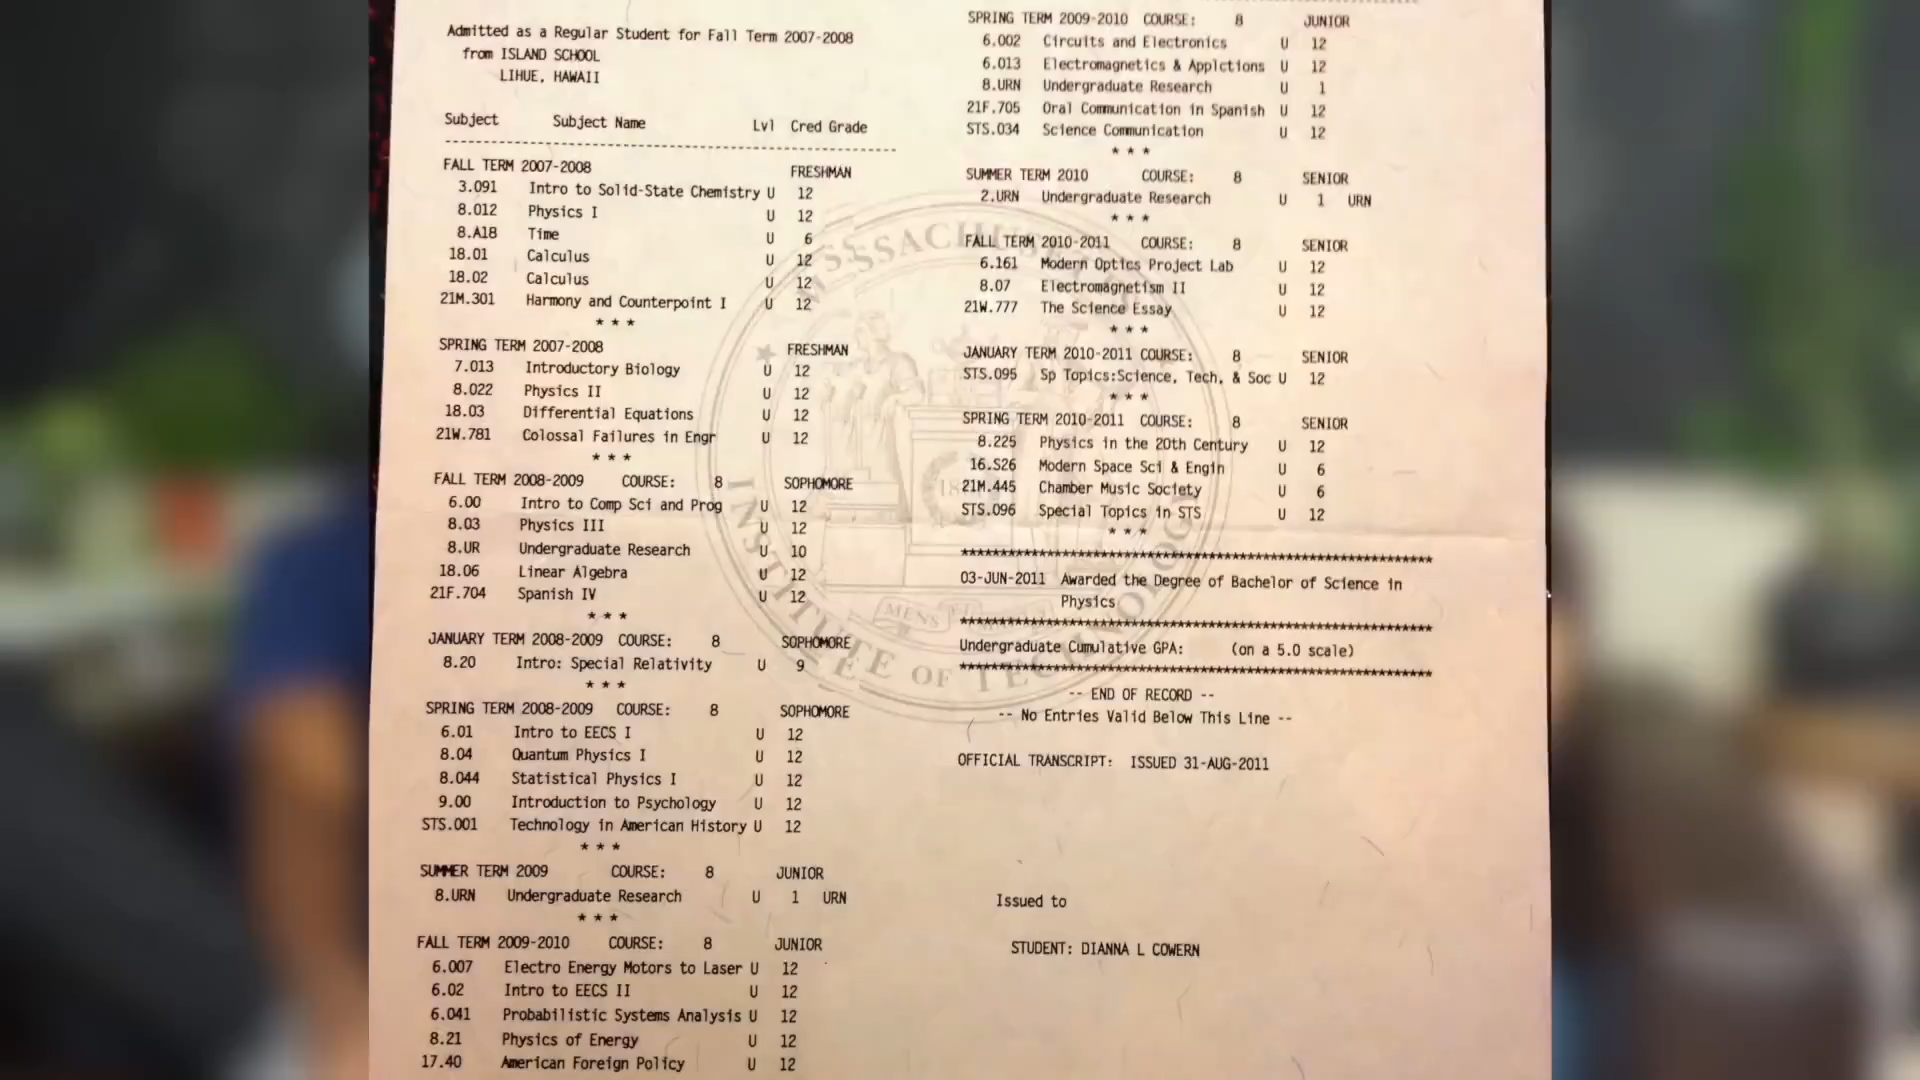 Admitted as a Regular Student for Fall Term 2007-2008
from ISLAND SCHOOL
LIHUE, HAWAII
Subject Subject Name Lvl Cred Grade
FALL TERM 2007-2008 FRESHMAN
3.091 Intro to Solid-State Chemistry U 12
8.012 Physics I U 12
8.A18 Time U 6
18.01 Calculus U 12
18.02 Calculus U 12
21M.301 Harmony and Counterpoint I U 12
* * *
SPRING TERM 2007-2008 FRESHMAN
7.013 Introductory Biology U 12
8.022 Physics II U 12
18.03 Differential Equations U 12
21W.781 Colossal Failures in Engr U 12
* * *
FALL TERM 2008-2009 COURSE: 8 SOPHOMORE
6.00 Intro to Comp Sci and Prog U 12
8.03 Physics III U 12
8.UR Undergraduate Research U 10
18.06 Linear Algebra U 12
21F.704 Spanish IV U 12
* * *
JANUARY TERM 2008-2009 COURSE: 8 SOPHOMORE
8.20 Intro: Special Relativity U 9
* * *
SPRING TERM 2008-2009 COURSE: 8 SOPHOMORE
6.01 Intro to EECS I U 12
8.04 Quantum Physics I U 12
8.044 Statistical Physics I U 12
9.00 Introduction to Psychology U 12
STS.001 Technology in American History U 12
* * *
SUMMER TERM 2009 COURSE: 8 JUNIOR
8.URN Undergraduate Research U 1 URN
* * *
FALL TERM 2009-2010 COURSE: 8 JUNIOR
6.007 Electro Energy Motors to Laser U 12
6.02 Intro to EECS II U 12
6.041 Probabilistic Systems Analysis U 12
8.21 Physics of Energy U 12
17.40 American Foreign Policy U 12
SPRING TERM 2009-2010 COURSE: 8 JUNIOR
6.002 Circuits and Electronics U 12
6.013 Electromagnetics & Applctions U 12
8.URN Undergraduate Research U 1
21F.705 Oral Communication in Spanish U 12
STS.034 Science Communication U 12
* * *
SUMMER TERM 2010 COURSE: 8 SENIOR
2.URN Undergraduate Research U 1 URN
* * *
FALL TERM 2010-2011 COURSE: 8 SENIOR
6.161 Modern Optics Project Lab U 12
8.07 Electromagnetism II U 12
21W.777 The Science Essay U 12
* * *
JANUARY TERM 2010-2011 COURSE: 8 SENIOR
STS.095 Sp Topics:Science, Tech, & Soc U 12
* * *
SPRING TERM 2010-2011 COURSE: 8 SENIOR
8.225 Physics in the 20th Century U 12
16.S26 Modern Space Sci & Engin U 6
21M.445 Chamber Music Society U 6
STS.096 Special Topics in STS U 12
* * *
03-JUN-2011 Awarded the Degree of Bachelor of Science in
Physics
Undergraduate Cumulative GPA: (on a 5.0 scale)
-- END OF RECORD --
-- No Entries Valid Below This Line --
OFFICIAL TRANSCRIPT: ISSUED 31-AUG-2011
Issued to
STUDENT: DIANNA L COWERN
INSTITUTE OF TECHNOLOGY
MENS